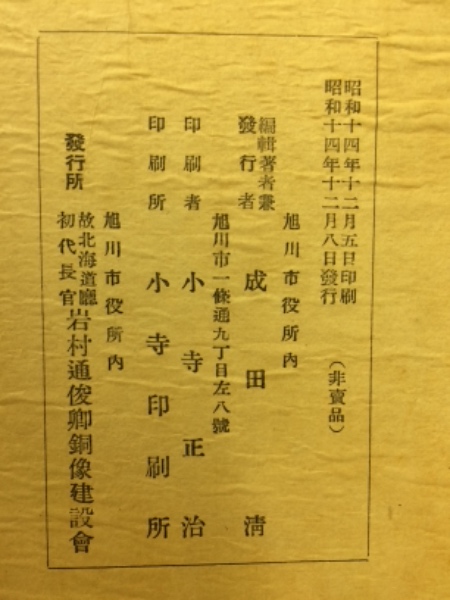 昭和十四年十二月五日印刷
昭和十四年十二月八日發行
（非賣品）
旭川市役所內
編輯著者兼
發行者
成田淸
旭川市一條通九丁目左八號
印刷者
小寺正治
印刷所
小寺印刷所
旭川市役所內
發行所
故北海道廳
初代長官
岩村通俊卿銅像建設會